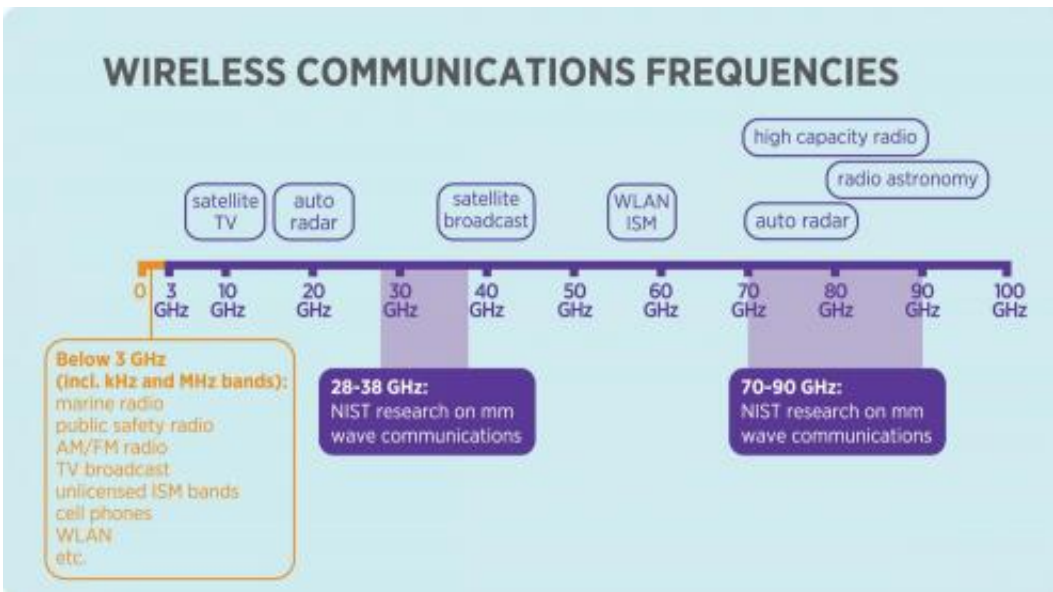 WIRELESS COMMUNICATIONS FREQUENCIES
high capacity radio
radio astronomy
satellite
TV
auto
radar
satellite
broadcast
WLAN
ISM
auto radar
0
3
GHz
10
GHz
20
GHz
30
GHz
40
GHz
50
GHz
60
GHz
70
GHz
80
GHz
90
GHz
100
GHz
Below 3 GHz
(incl. kHz and MHz bands):
marine radio
public safety radio
AM/FM radio
TV broadcast
unlicensed ISM bands
cell phones
WLAN
etc.
28-38 GHz:
NIST research on mm
wave communications
70-90 GHz:
NIST research on mm
wave communications